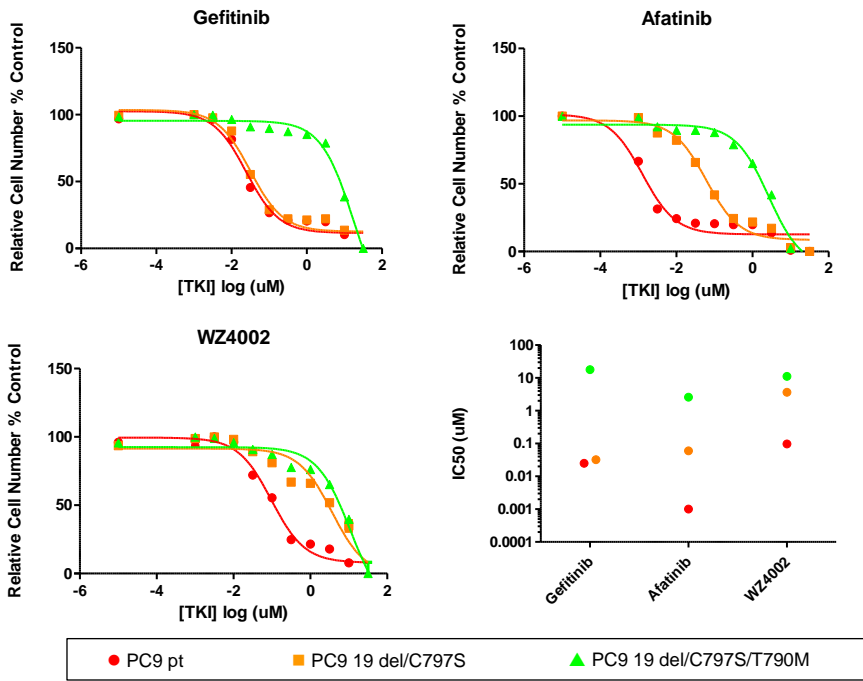 Gefitinib
Relative Cell Number % Control
150
100
50
0
-6
-4
-2
0
2
[TKI] log (uM)
Afatinib
Relative Cell Number % Control
150
100
50
0
-6
-4
-2
0
2
[TKI] log (uM)
WZ4002
Relative Cell Number % Control
150
100
50
0
-6
-4
-2
0
2
[TKI] log (uM)
IC50 (uM)
100
10
1
0.1
0.01
0.001
0.0001
Gefitinib
Afatinib
WZ4002
PC9 pt
PC9 19 del/C797S
PC9 19 del/C797S/T790M